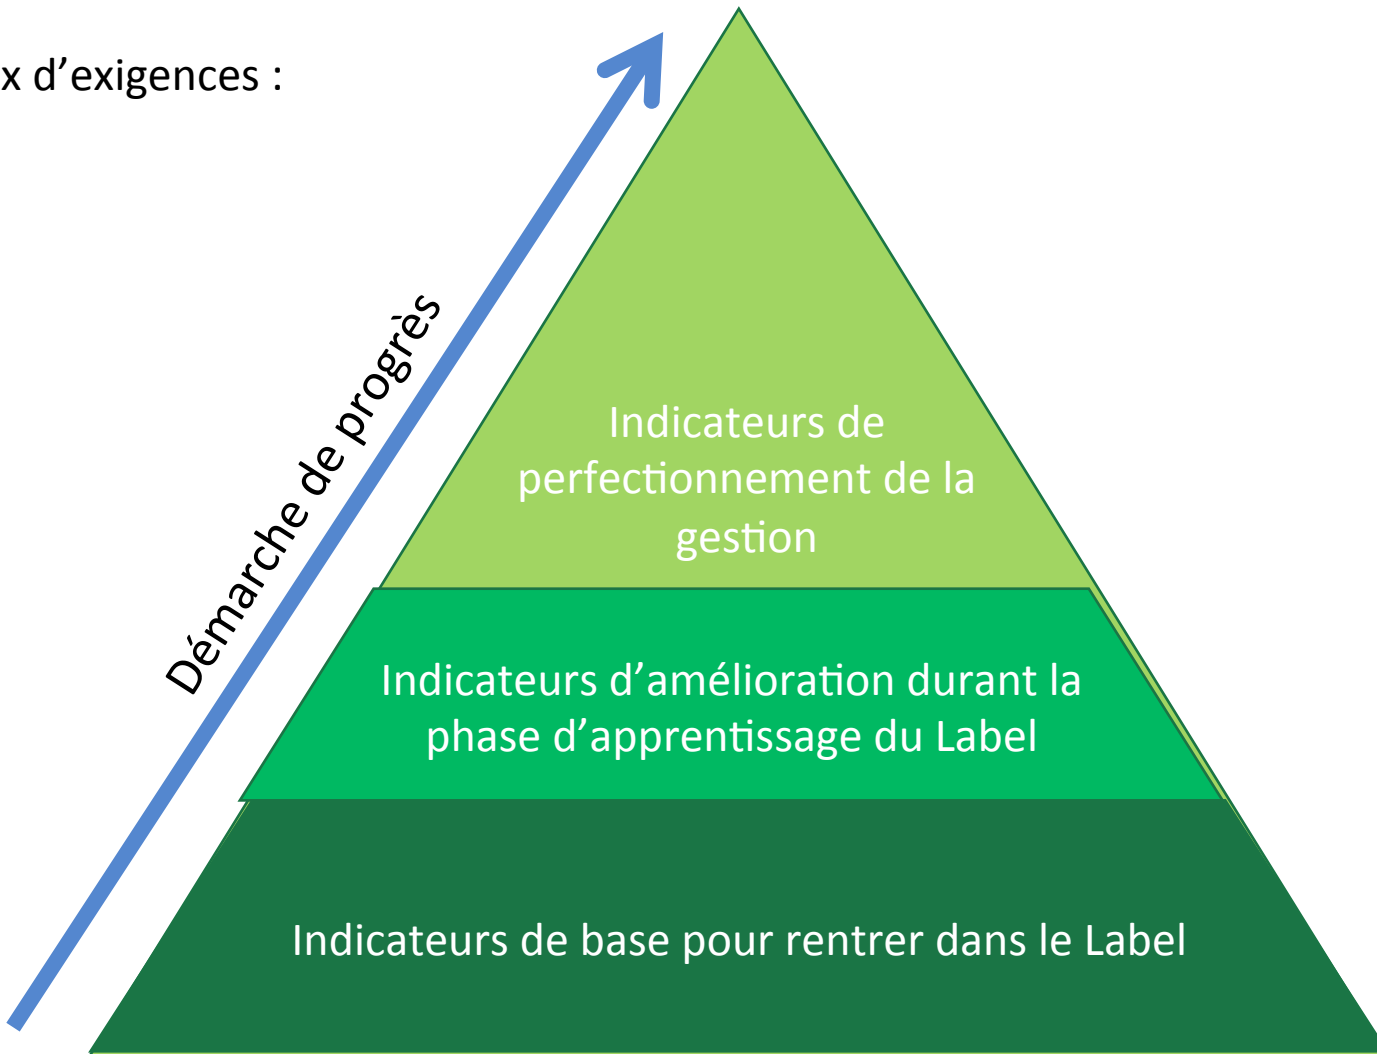 x d’exigences :
Démarche de progrès
Indicateurs de
perfectionnement de la
gestion
Indicateurs d’amélioration durant la
phase d’apprentissage du Label
Indicateurs de base pour rentrer dans le Label